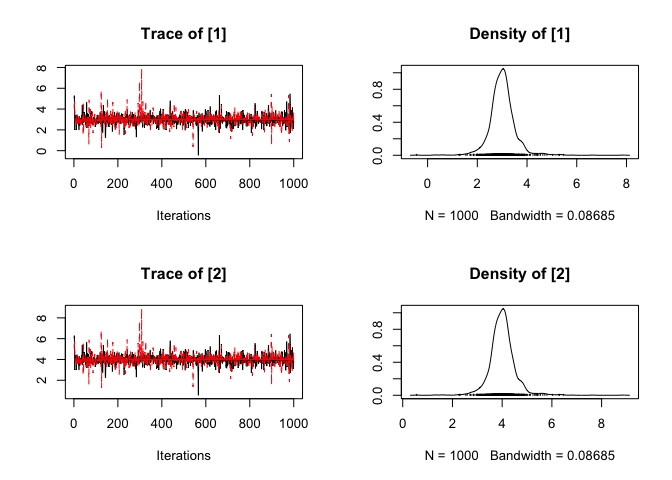 Trace of [1]
8
6
4
2
0
0 200 400 600 800 1000
Iterations
Density of [1]
0.8
0.4
0.0
0 2 4 6 8
N = 1000 Bandwidth = 0.08685
Trace of [2]
8
6
4
2
0 200 400 600 800 1000
Iterations
Density of [2]
0.8
0.4
0.0
0 2 4 6 8
N = 1000 Bandwidth = 0.08685